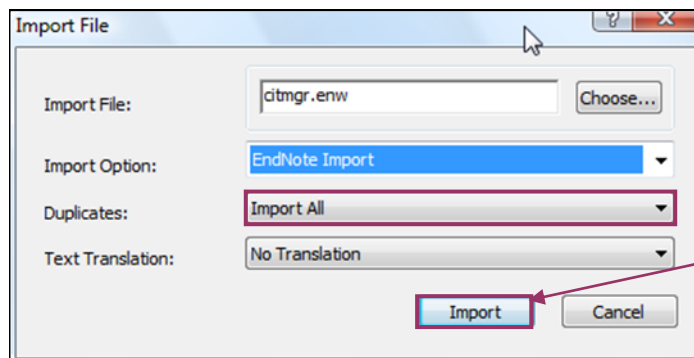 Import File
Import File: citmgr.enw Choose...
Import Option: EndNote Import
Duplicates: Import All
Text Translation: No Translation
Import Cancel